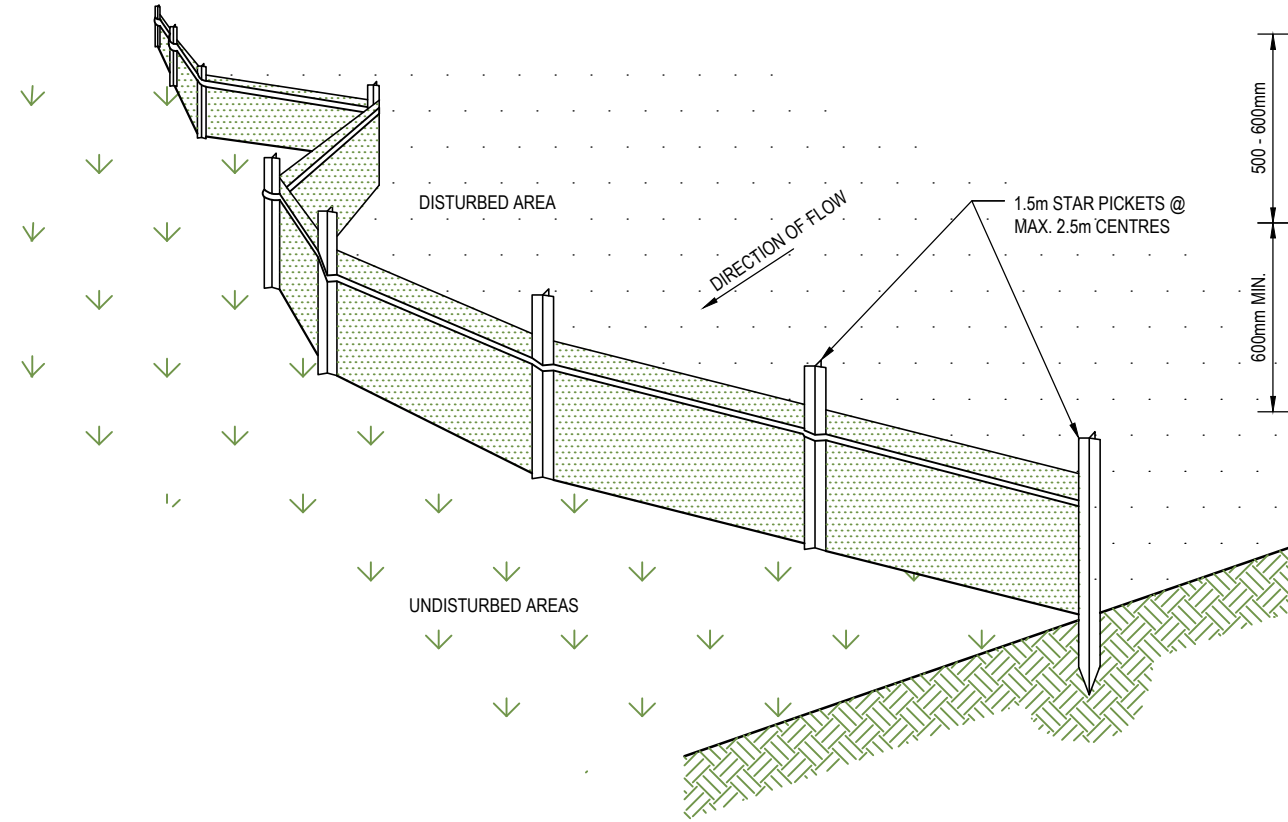 500 - 600mm
DISTURBED AREA
1.5m STAR PICKETS @
MAX. 2.5m CENTRES
DIRECTION OF FLOW
600mm MIN.
UNDISTURBED AREAS